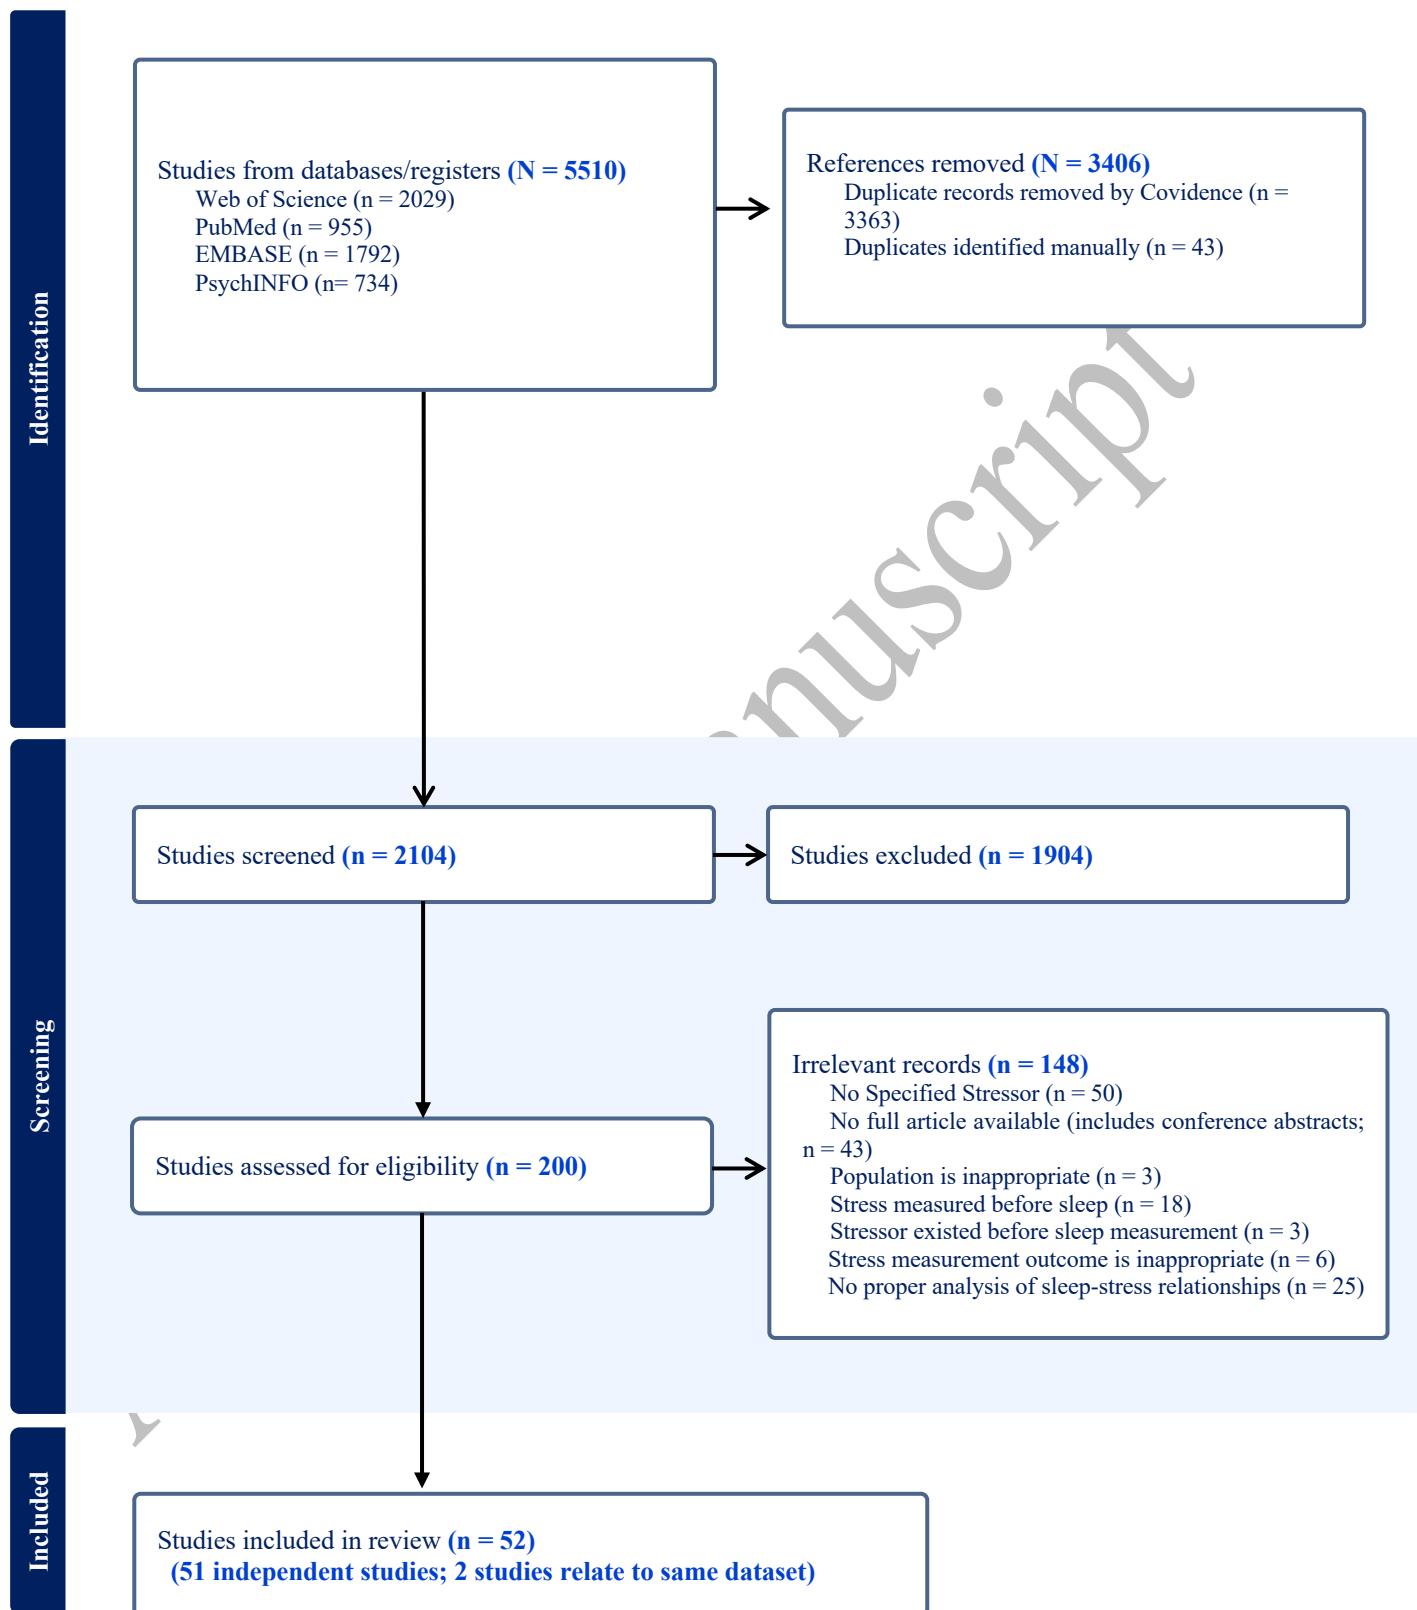 Identification
Studies from databases/registers (N = 5510)
Web of Science (n = 2029)
PubMed (n = 955)
EMBASE (n = 1792)
PsychINFO (n= 734)
References removed (N = 3406)
Duplicate records removed by Covidence (n =
3363)
Duplicates identified manually (n = 43)
Screening
Studies screened (n = 2104)
Studies excluded (n = 1904)
Studies assessed for eligibility (n = 200)
Irrelevant records (n = 148)
No Specified Stressor (n = 50)
No full article available (includes conference abstracts;
n = 43)
Population is inappropriate (n = 3)
Stress measured before sleep (n = 18)
Stressor existed before sleep measurement (n = 3)
Stress measurement outcome is inappropriate (n = 6)
No proper analysis of sleep-stress relationships (n = 25)
Included
Studies included in review (n = 52)
(51 independent studies; 2 studies relate to same dataset)